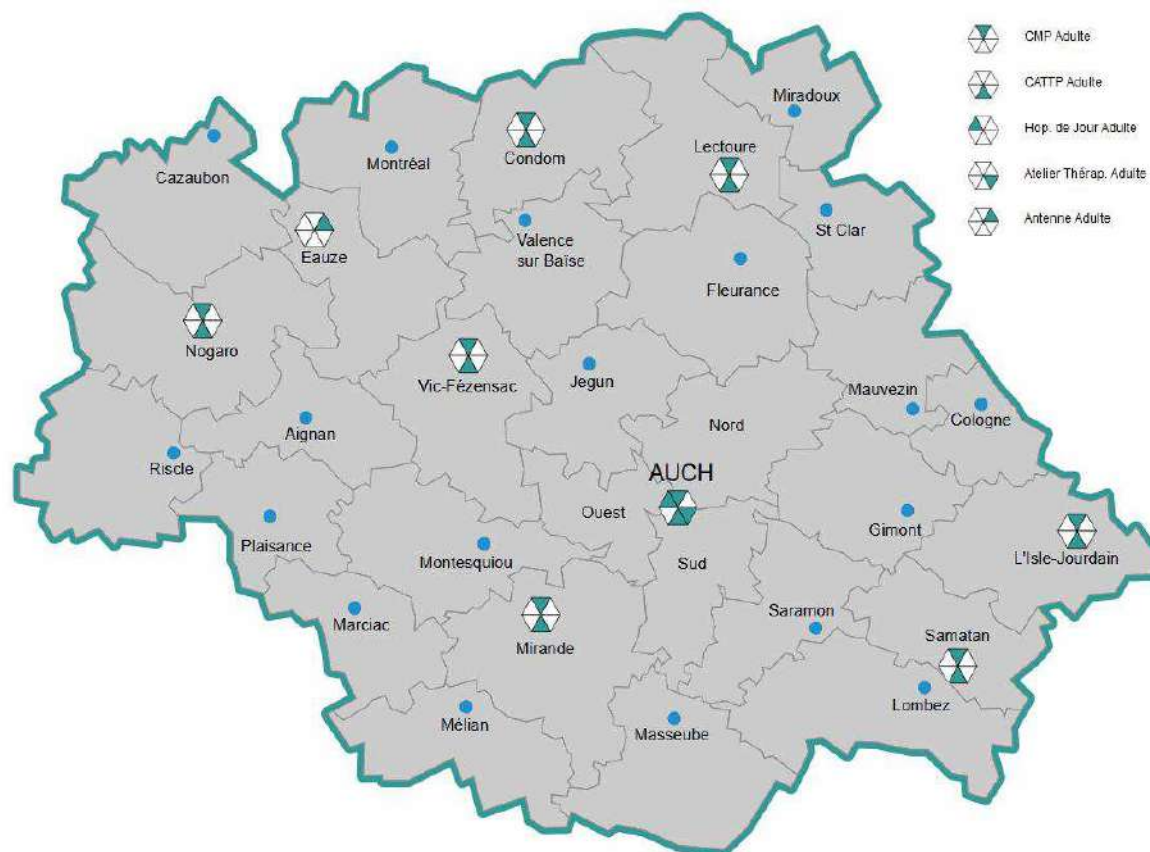 CMP Adulte
CATTP Adulte
Hop. de Jour Adulte
Atelier Thérap. Adulte
Antenne Adulte
Miradoux
Cazaubon
Montréal
Condom
Lectoure
St Clar
Eauze
Valence
sur Baïse
Fleurance
Nogaro
Vic-Fézensac
Jegun
Mauvezin
Cologne
Aignan
Nord
Riscle
AUCH
Ouest
Plaisance
Montesquiou
Sud
Gimont
L'Isle-Jourdain
Marciac
Mirande
Saramon
Samatan
Lombez
Mélian
Masseube